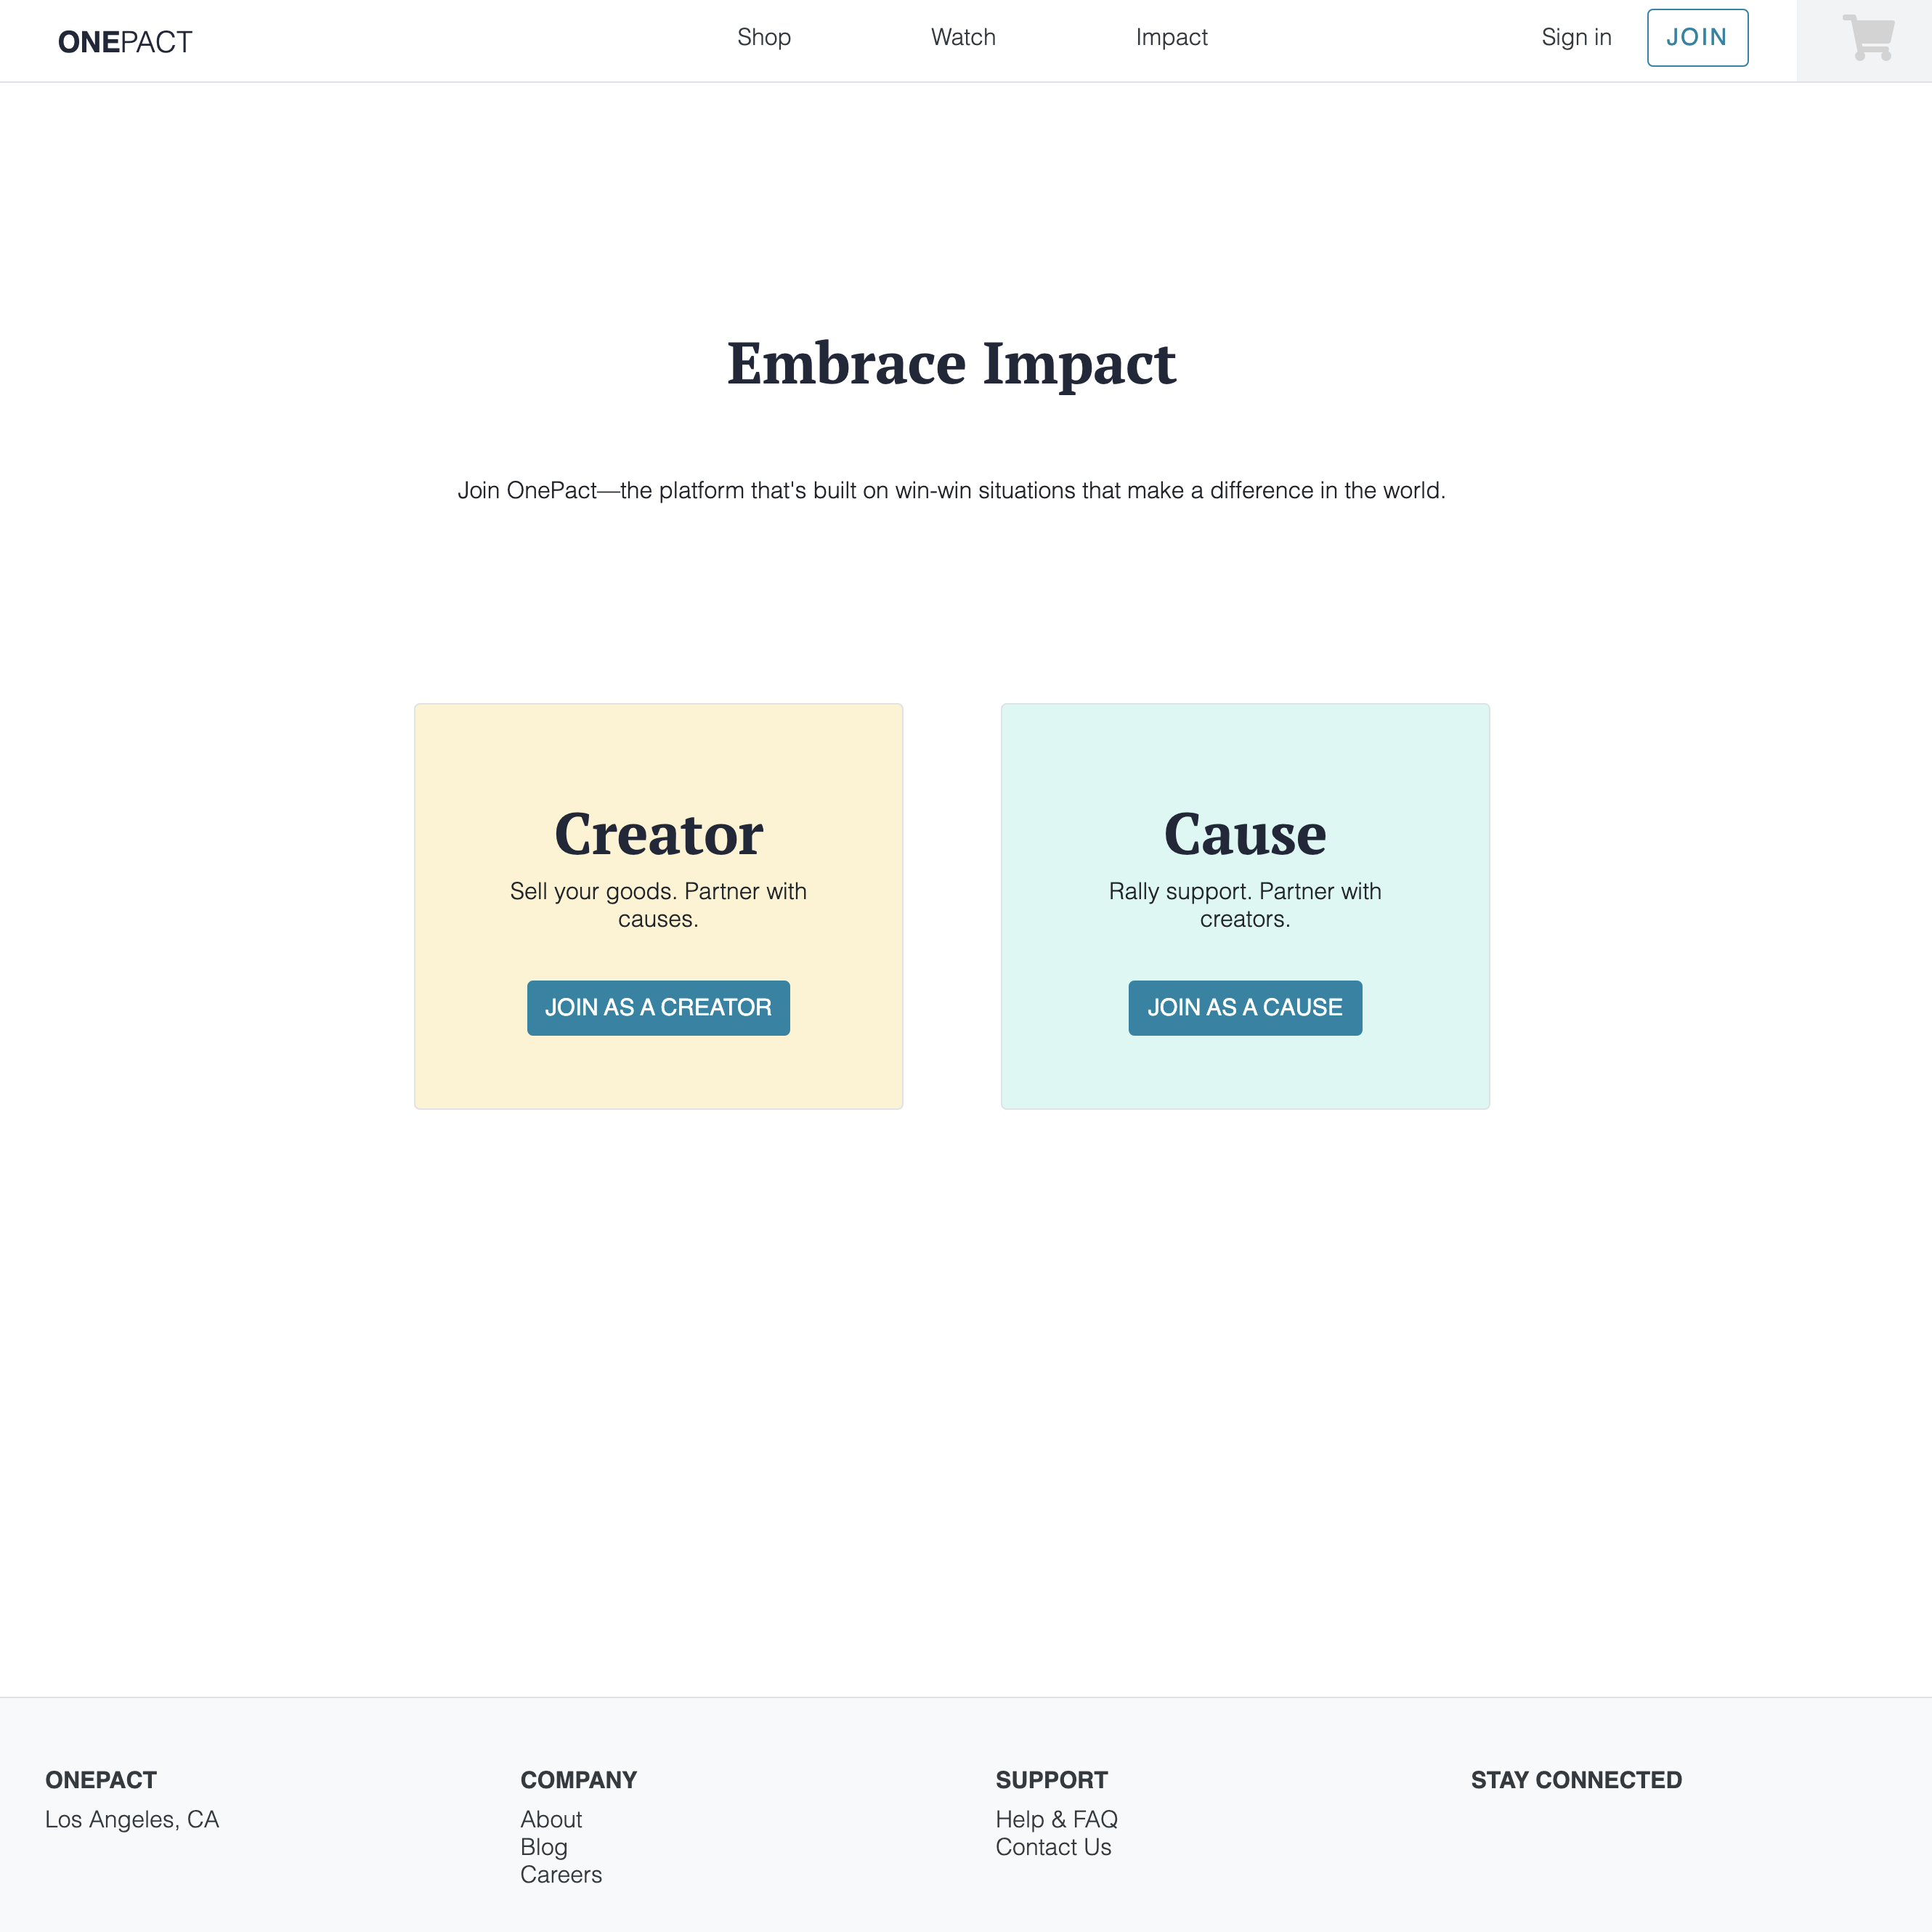 ONEPACT
Shop
Watch
Impact
Sign in
JOIN
Embrace Impact
Join OnePact—the platform that's built on win-win situations that make a difference in the world.
Creator
Sell your goods. Partner with
causes.
JOIN AS A CREATOR
Cause
Rally support. Partner with
creators.
JOIN AS A CAUSE
ONEPACT
Los Angeles, CA
COMPANY
About
Blog
Careers
SUPPORT
Help & FAQ
Contact Us
STAY CONNECTED